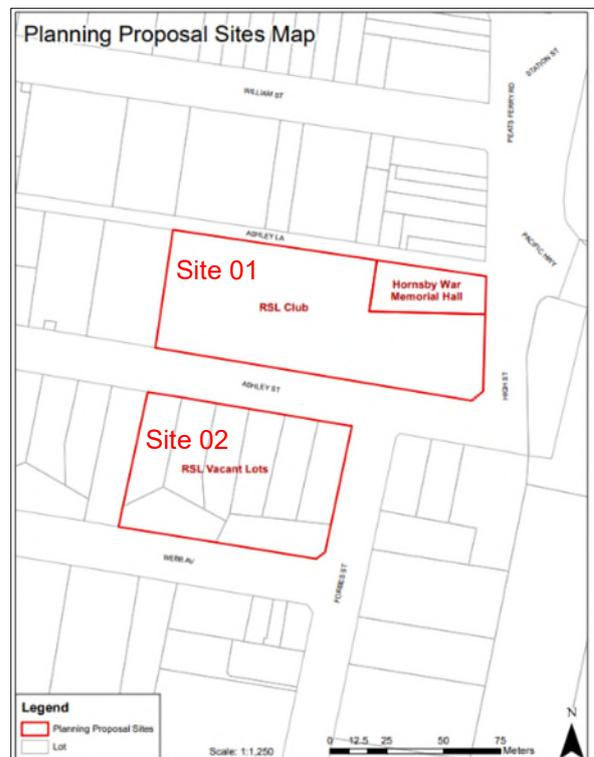 Planning Proposal Sites Map
STATION ST
WILLIAM ST
PEATS FERRY RD
ASHLEY LA
PACIFIC HWY
Site 01
Hornsby War
Memorial Hall
RSL Club
ASHLEY ST
HIGH ST
Site 02
RSL Vacant Lots
WEBB AV
FORBES ST
Legend
Planning Proposal Sites
Lot
Scale: 1:1,250
0 12.5 25 50 75
Meters
N